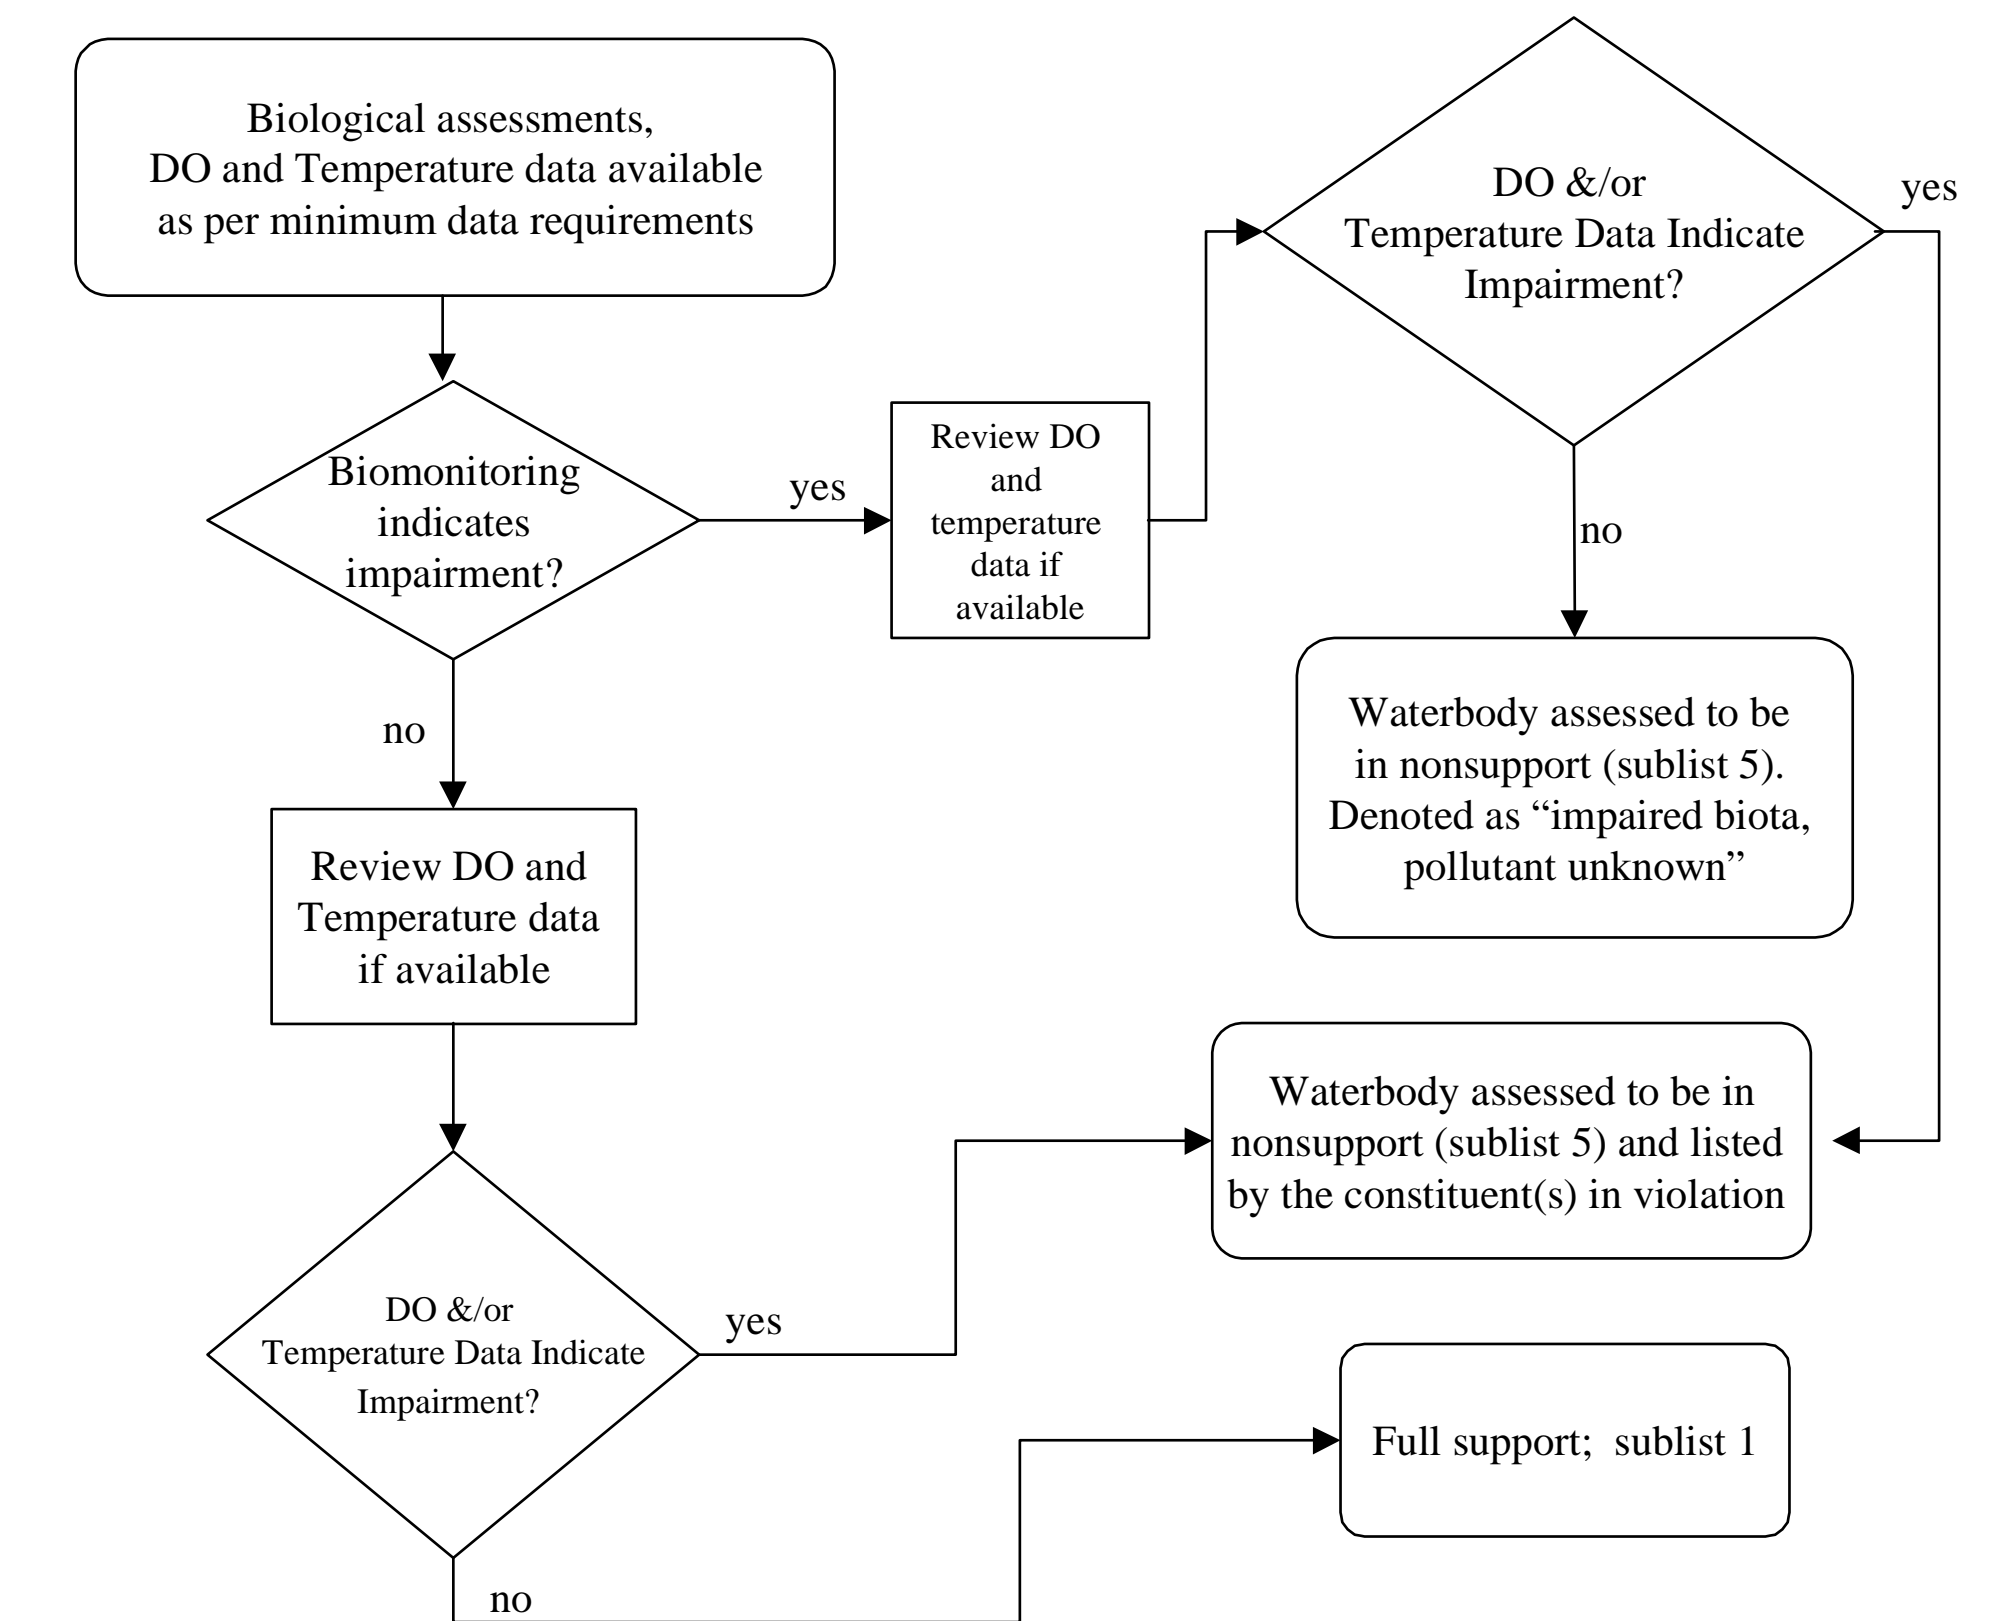 Biological assessments,
DO and Temperature data available
as per minimum data requirements
Biomonitoring
indicates
impairment?
yes
Review DO
and
temperature
data if
available
DO &/or
Temperature Data Indicate
Impairment?
yes
no
Waterbody assessed to be
in nonsupport (sublist 5).
Denoted as “impaired biota,
pollutant unknown”
no
Review DO and
Temperature data
if available
DO &/or
Temperature Data Indicate
Impairment?
yes
Waterbody assessed to be in
nonsupport (sublist 5) and listed
by the constituent(s) in violation
no
Full support;  sublist 1